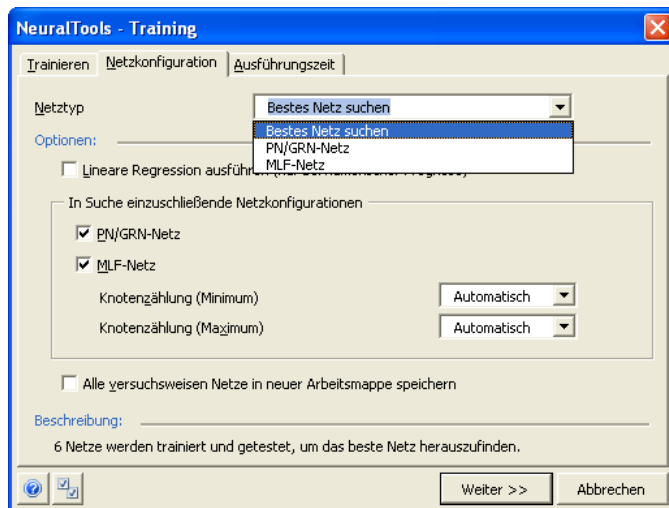 NeuralTools - Training
Trainieren Netzkonfiguration Ausführungszeit
Netztyp Bestes Netz suchen
Bestes Netz suchen
PN/GRN-Netz
MLF-Netz
Optionen:
Lineare Regression ausführen
In Suche einzuschließende Netzkonfigurationen
PN/GRN-Netz
MLF-Netz
Knotenzählung (Minimum) Automatisch
Knotenzählung (Maximum) Automatisch
Alle versuchsweisen Netze in neuer Arbeitsmappe speichern
Beschreibung:
6 Netze werden trainiert und getestet, um das beste Netz herauszufinden.
Weiter >> Abbrechen